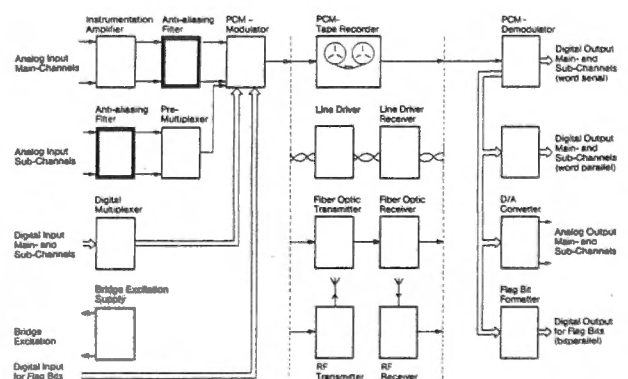 Instrumentation
Amplifier
Anti-aliasing
Filter
PCM –
Modulator
PCM-
Tape Recorder
PCM -
Demodulator
Analog Input
Main-Channels
Digital Output
Main- and
Sub-Channels
(word serial)
Anti-aliasing
Filter
Pre-
Multiplexer
Line Driver
Line Driver
Receiver
Analog Input
Sub-Channels
Digital Output
Main- and
Sub-Channels
(word parallel)
Digital
Multiplexer
Fiber Optic
Transmitter
Fiber Optic
Receiver
D/A
Converter
Digital Input
Main- and
Sub-Channels
Analog Output
Main- and
Sub-Channels
Bridge Excitation
Supply
Flag Bit
Formatter
Bridge
Excitation
Digital Output
for Flag Bits
(bitparallel)
Digital Input
for Flag Bits
RF
Transmitter
RF
Receiver